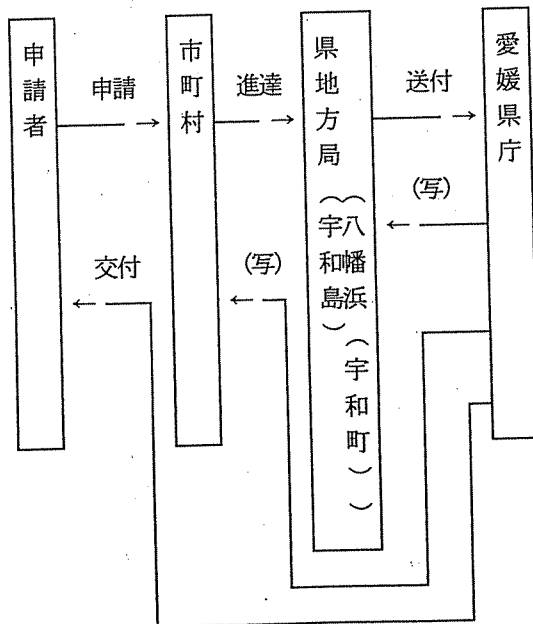 申請者
申請
市町村
進達
県地方局
(八幡浜(宇和町))
(宇和島)
送付
愛媛県庁
(写)
(写)
交付